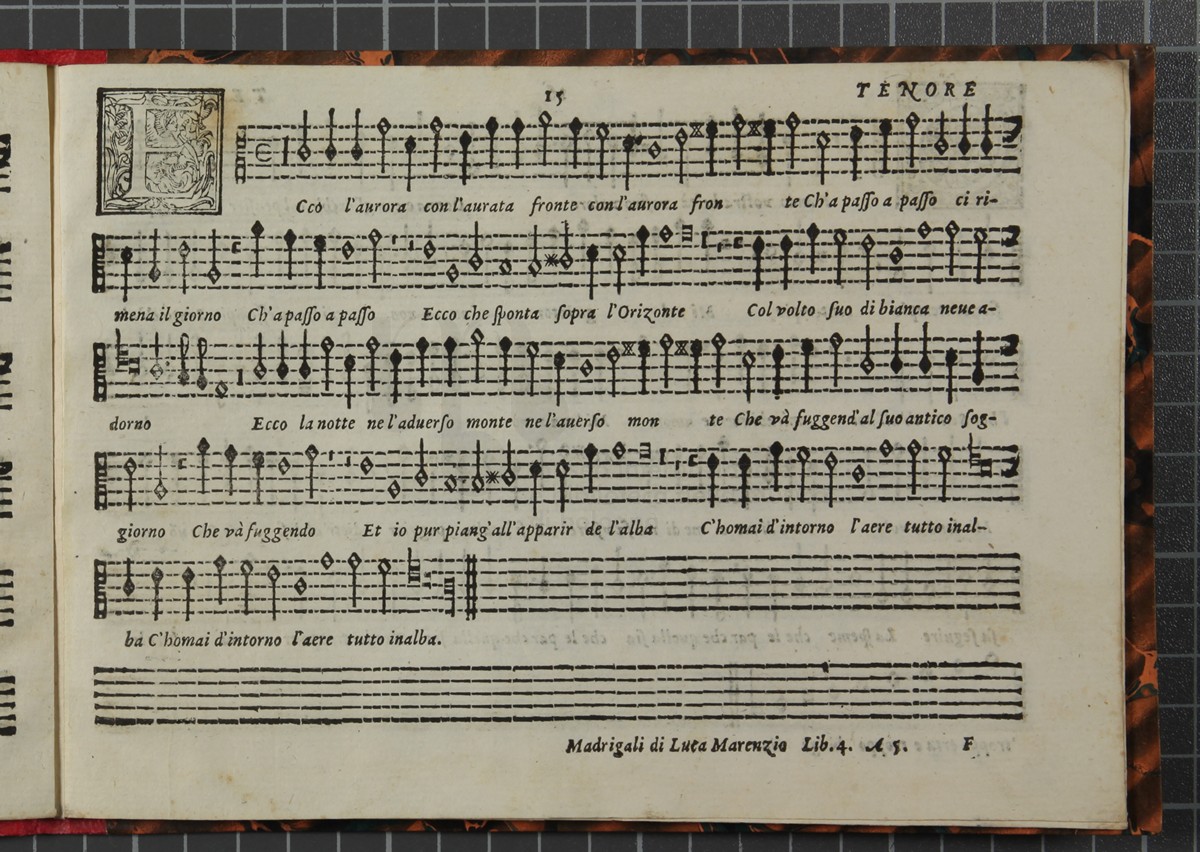 15 TENORE
E
Cco l'aurora con l'aurata fronte con l'aurora fron te Ch'a paſſo a paſſo ci ri-
mena il giorno Ch'a paſſo a paſſo Ecco che ſponta ſopra l'Orizonte Col volto ſuo di bianca neue a-
dorno Ecco la notte ne l'aduerſo monte ne l'auerſo mon te Che và fuggend' al ſuo antico ſog-
giorno Che và fuggendo Et io pur piang' all'apparir de l'alba C'homai d'intorno l'aere tutto inal-
ba C'homai d'intorno l'aere tutto inalba.
Madrigali di Luca Marenzio Lib. 4. A 5. F